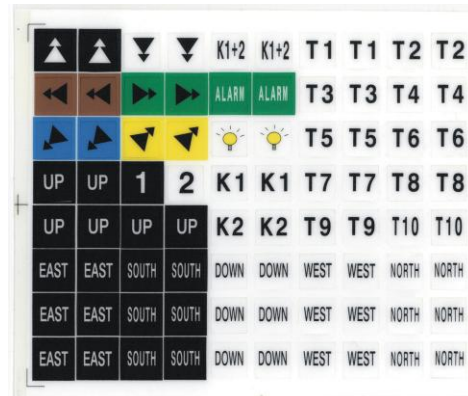 K1+2 K1+2 T1 T1 T2 T2
ALARM ALARM T3 T3 T4 T4
T5 T5 T6 T6
UP UP 1 2 K1 K1 T7 T7 T8 T8
UP UP UP UP K2 K2 T9 T9 T10 T10
EAST EAST SOUTH SOUTH DOWN DOWN WEST WEST NORTH NORTH
EAST EAST SOUTH SOUTH DOWN DOWN WEST WEST NORTH NORTH
EAST EAST SOUTH SOUTH DOWN DOWN WEST WEST NORTH NORTH